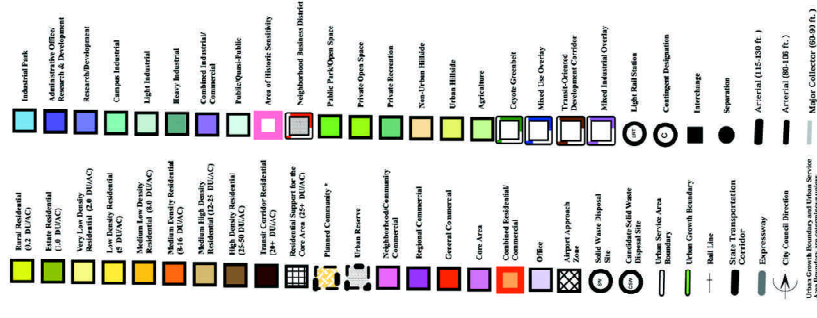 Rural Residential
(0.2 DU/AC)
Estate Residential
(1.0 DU/AC)
Very Low Density
Residential (2.0 DU/AC)
Low Density Residential
(5 DU/AC)
Medium Low Density
Residential (8.0 DU/AC)
Medium Density Residential
(8-16 DU/AC)
Medium High Density
Residential (12-25 DU/AC)
High Density Residential
(25-50 DU/AC)
Transit Corridor Residential
(20+ DU/AC)
Residential Support for the
Core Area (25+ DU/AC)
Planned Community *
Urban Reserve
Neighborhood/Community
Commercial
Regional Commercial
General Commercial
Core Area
Combined Residential/
Commercial
Office
Airport Approach
Zone
SW
Solid Waste Disposal
Site
CSW
Candidate Solid Waste
Disposal Site
Urban Service Area
Boundary
Urban Growth Boundary
Rail Line
State Transportation
Corridor
Expressway
City Council Direction
Urban Growth Boundary and Urban Service
Industrial Park
Administrative Office/
Research & Development
Research/Development
Campus Industrial
Light Industrial
Heavy Industrial
Combined Industrial/
Commercial
Public/Quasi-Public
Area of Historic Sensitivity
Neighborhood Business District
Public Park/Open Space
Private Open Space
Private Recreation
Non-Urban Hillside
Urban Hillside
Agriculture
Coyote Greenbelt
Mixed Use Overlay
Transit-Oriented
Development Corridor
Mixed Industrial Overlay
LRT
Light Rail Station
C
Contingent Designation
Interchange
Separation
Arterial (115-130 ft. )
Arterial (80-106 ft. )
Major Collector (60-90 ft.)